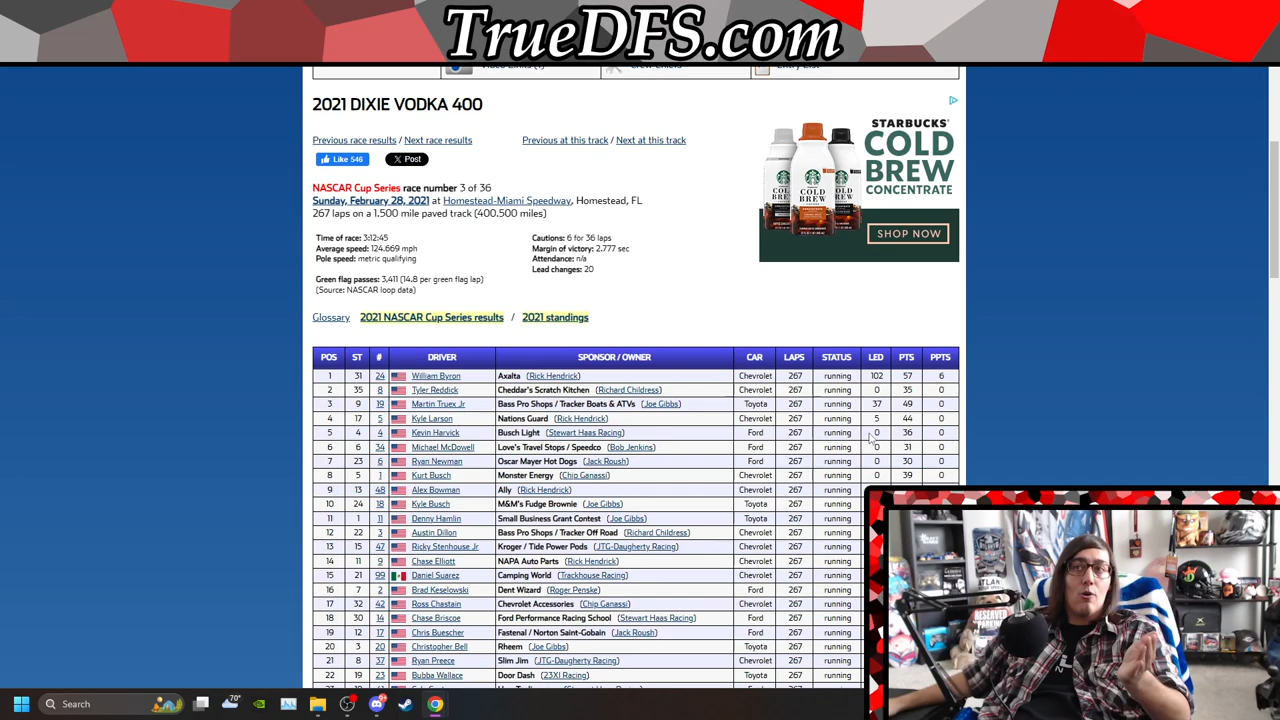 TrueDFS.com
2021 DIXIE VODKA 400
Previous race results / Next race results Previous at this track / Next at this track
Like 546 Post
NASCAR Cup Series race number 3 of 36
Sunday, February 28, 2021 at Homestead-Miami Speedway, Homestead, FL
267 laps on a 1.500 mile paved track (400.500 miles)
Time of race: 3:12:45 Cautions: 6 for 36 laps
Average speed: 124.669 mph Margin of victory: 2.777 sec
Pole speed: metric qualifying Attendance: n/a
Lead changes: 20
Green flag passes: 3,411 (14.8 per green flag lap)
(Source: NASCAR loop data)
Glossary 2021 NASCAR Cup Series results / 2021 standings
STARBUCKS
COLD
BREW
CONCENTRATE
SHOP NOW
POS ST # DRIVER SPONSOR / OWNER CAR LAPS STATUS LED PTS PPTS
1 31 24 William Byron Axalta (Rick Hendrick) Chevrolet 267 running 102 57 6
2 35 8 Tyler Reddick Cheddar's Scratch Kitchen (Richard Childress) Chevrolet 267 running 0 35 0
3 9 19 Martin Truex Jr Bass Pro Shops / Tracker Boats & ATVs (Joe Gibbs) Toyota 267 running 37 49 0
4 17 5 Kyle Larson Nations Guard (Rick Hendrick) Chevrolet 267 running 5 44 0
5 4 4 Kevin Harvick Busch Light (Stewart Haas Racing) Ford 267 running 0 36 0
6 6 34 Michael McDowell Love's Travel Stops / Speedco (Bob Jenkins) Ford 267 running 0 31 0
7 23 6 Ryan Newman Oscar Mayer Hot Dogs (Jack Roush) Ford 267 running 0 30 0
8 5 1 Kurt Busch Monster Energy (Chip Ganassi) Chevrolet 267 running 0 39 0
9 13 48 Alex Bowman Ally (Rick Hendrick) Chevrolet 267 running
10 24 18 Kyle Busch M&M's Fudge Brownie (Joe Gibbs) Toyota 267 running
11 1 11 Denny Hamlin Small Business Grant Contest (Joe Gibbs) Toyota 267 running
12 22 3 Austin Dillon Bass Pro Shops / Tracker Off Road (Richard Childress) Chevrolet 267 running
13 15 47 Ricky Stenhouse Jr Kroger / Tide Power Pods (JTG-Daugherty Racing) Chevrolet 267 running
14 11 9 Chase Elliott NAPA Auto Parts (Rick Hendrick) Chevrolet 267 running
15 21 99 Daniel Suarez Camping World (Trackhouse Racing) Chevrolet 267 running
16 7 2 Brad Keselowski Dent Wizard (Roger Penske) Ford 267 running
17 32 42 Ross Chastain Chevrolet Accessories (Chip Ganassi) Chevrolet 267 running
18 30 14 Chase Briscoe Ford Performance Racing School (Stewart Haas Racing) Ford 267 running
19 12 17 Chris Buescher Fastenal / Norton Saint-Gobain (Jack Roush) Ford 267 running
20 3 20 Christopher Bell Rheem (Joe Gibbs) Toyota 267 running
21 8 37 Ryan Preece Slim Jim (JTG-Daugherty Racing) Chevrolet 267 running
22 19 23 Bubba Wallace Door Dash (23XI Racing) Toyota 267 running
RESERVED
PARKING
70°
Search